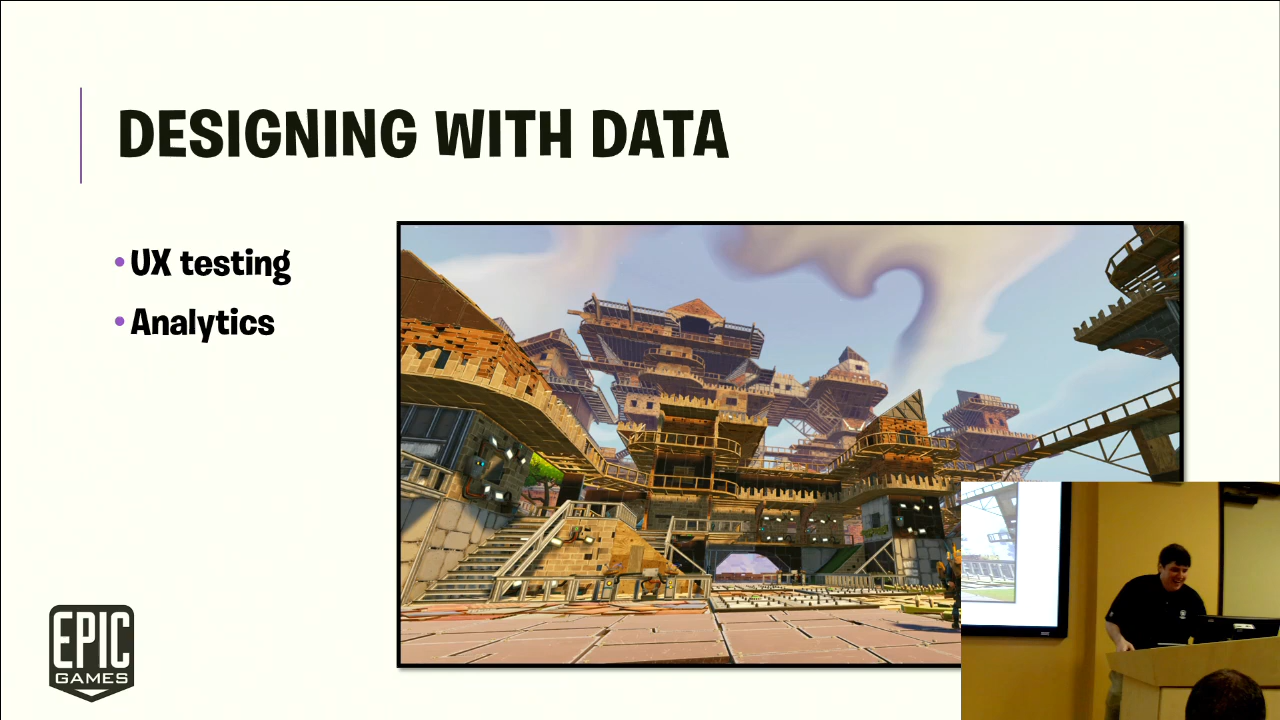 DESIGNING WITH DATA
• UX testing
• Analytics
EPIC
GAMES